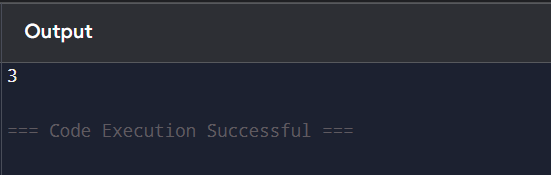 Output
3
=== Code Execution Successful ===